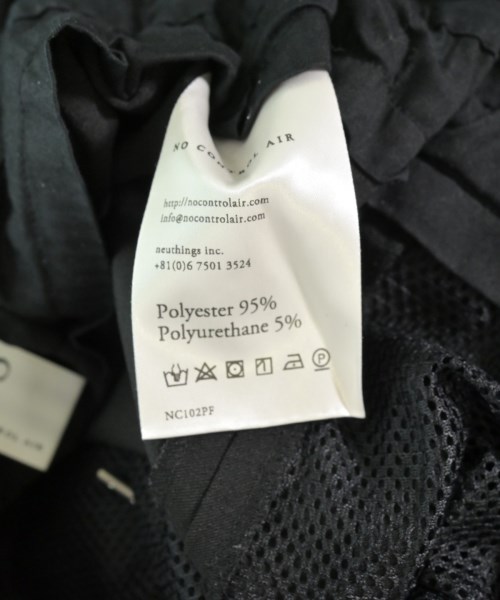 NO CONTROL AIR
http://nocontrolair.com
info@nocontrolair.com
neuthings inc.
+81(0)6 7501 3524
Polyester 95%
Polyurethane 5%
P
NC102PF